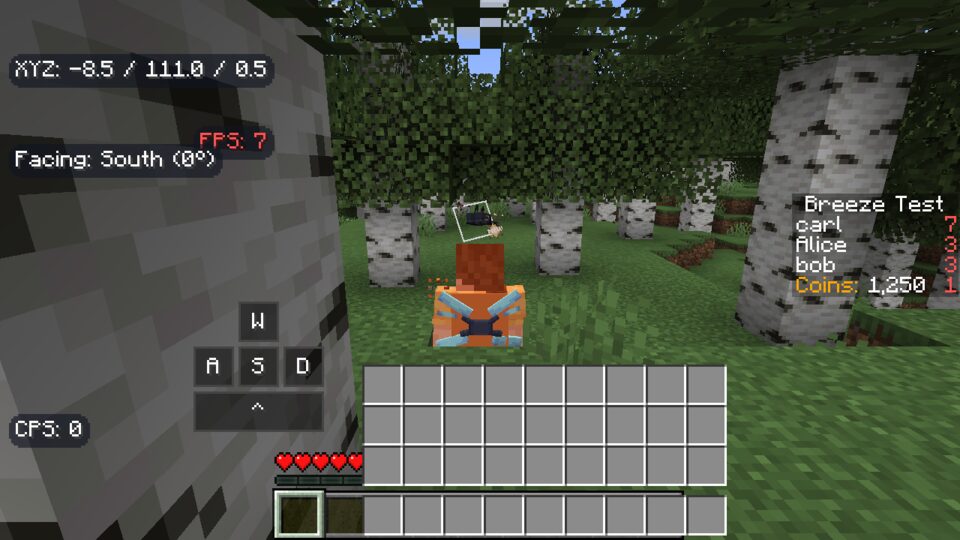 XYZ: -8.5 / 111.0 / 0.5
FPS: 7
Facing: South (0°)
Breeze Test
carl 7
Alice 3
bob 3
Coins: 1,250 1
W
A S D
^
CPS: 0